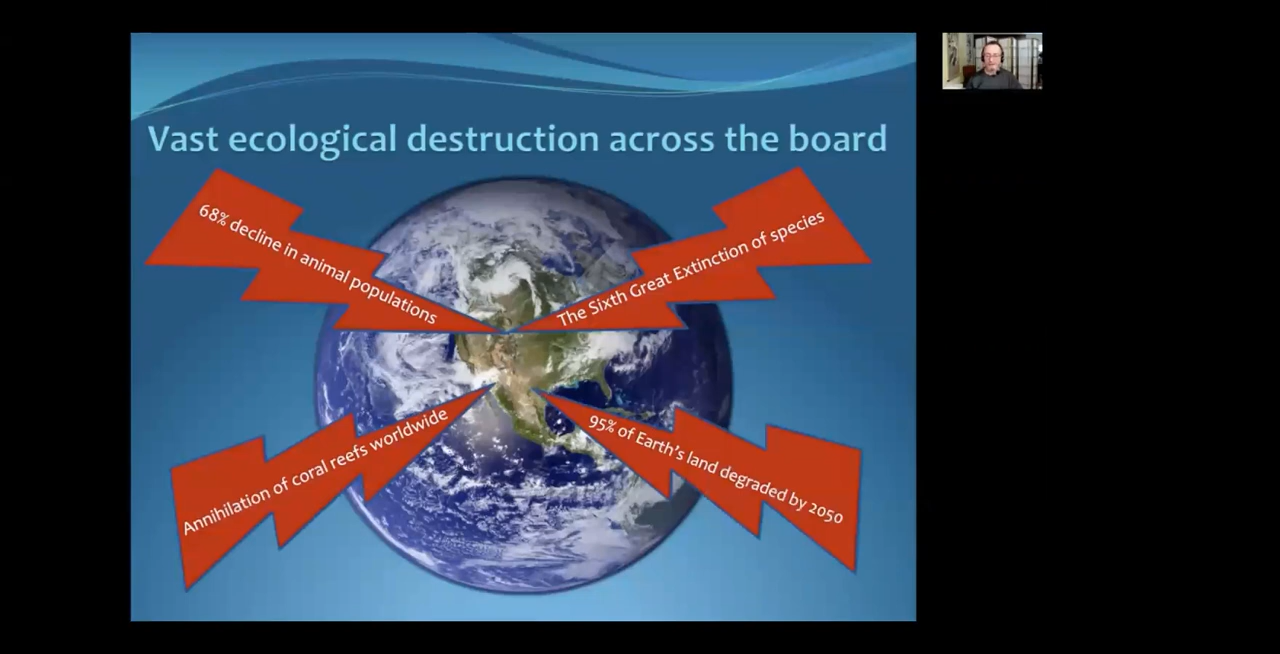 Vast ecological destruction across the board
68% decline in animal populations
The Sixth Great Extinction of species
Annihilation of coral reefs worldwide
95% of Earth's land degraded by 2050